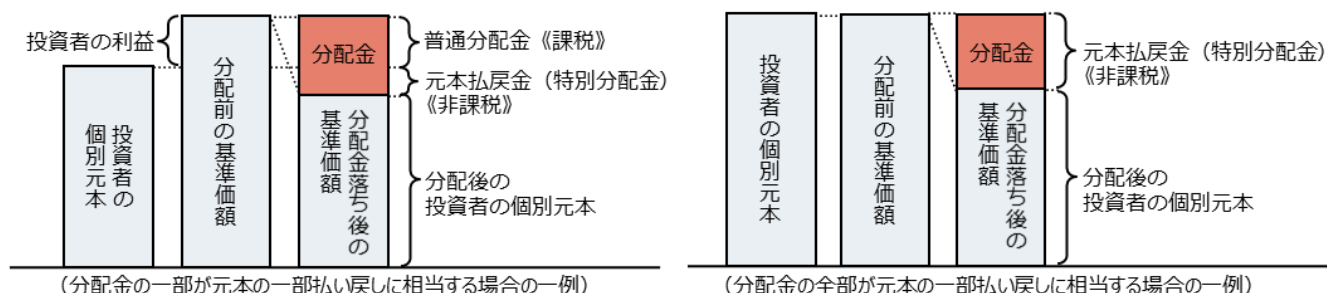 投資者の利益
投資者の
個別元本
分配前の基準価額
分配金
分配金落ち後の
基準価額
普通分配金《課税》
元本払戻金（特別分配金）
《非課税》
分配後の
投資者の個別元本
（分配金の一部が元本の一部払い戻しに相当する場合の一例）
投資者の個別元本
分配前の基準価額
分配金
分配金落ち後の
基準価額
元本払戻金（特別分配金）
《非課税》
分配後の
投資者の個別元本
（分配金の全部が元本の一部払い戻しに相当する場合の一例）